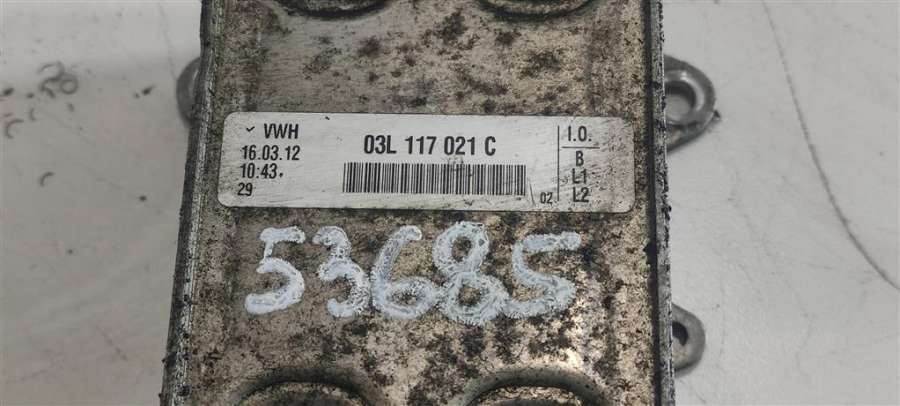 ✓ VWH
16.03.12
10:43.
29
03L 117 021 C
02
I.O.
B
L1
L2
53685